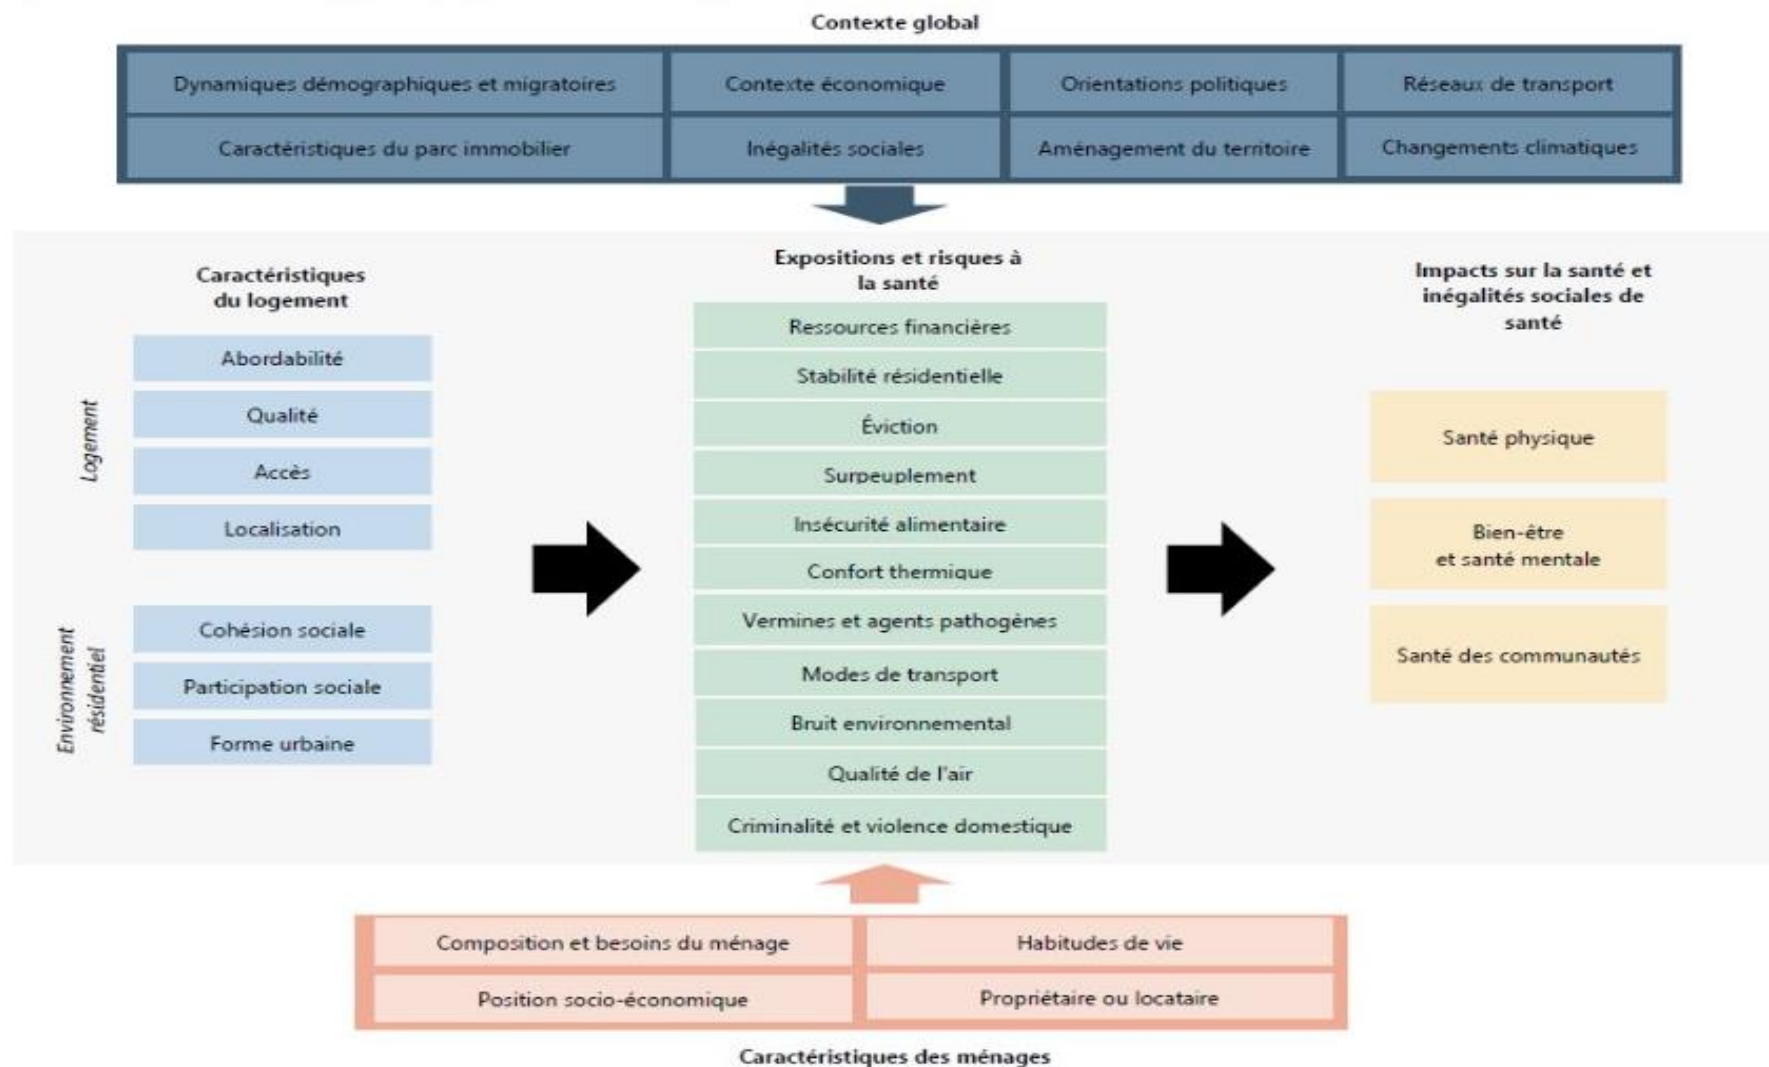 Contexte global
Dynamiques démographiques et migratoires
Contexte économique
Orientations politiques
Réseaux de transport
Caractéristiques du parc immobilier
Inégalités sociales
Aménagement du territoire
Changements climatiques
Caractéristiques
du logement
Logement
Abordabilité
Qualité
Accès
Localisation
Environnement
résidentiel
Cohésion sociale
Participation sociale
Forme urbaine
Expositions et risques à
la santé
Ressources financières
Stabilité résidentielle
Éviction
Surpeuplement
Insécurité alimentaire
Confort thermique
Vermines et agents pathogènes
Modes de transport
Bruit environnemental
Qualité de l'air
Criminalité et violence domestique
Impacts sur la santé et
inégalités sociales de
santé
Santé physique
Bien-être
et santé mentale
Santé des communautés
Composition et besoins du ménage
Habitudes de vie
Position socio-économique
Propriétaire ou locataire
Caractéristiques des ménages